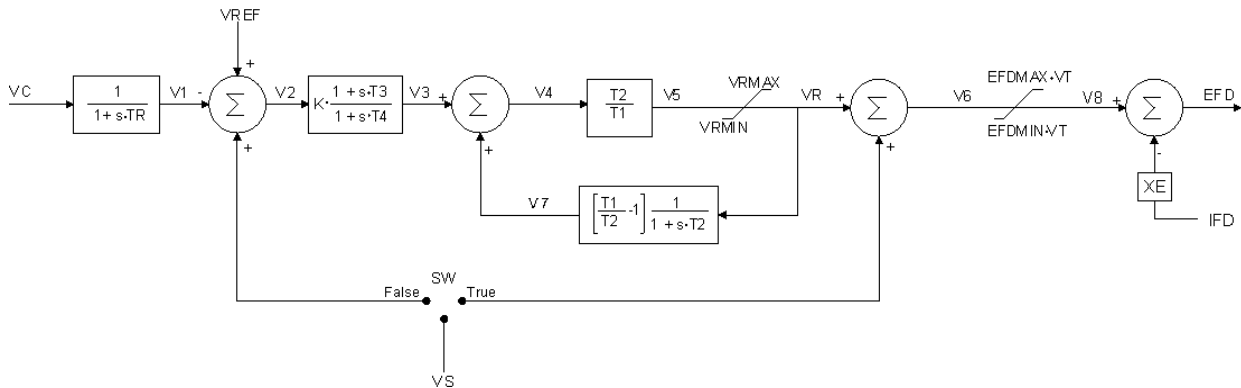 VREF
VC
1
1 + s·TR
V1
-
+
Σ
+
V2
K·
1 + s·T3
1 + s·T4
V3
+
Σ
+
V4
T2
T1
V5
VRMAX
VRMIN
VR
+
Σ
+
V6
EFDMAX·VT
EFDMIN·VT
V8
+
Σ
-
EFD
XE
IFD
V7
[T1/T2 -1] 1
1 + s·T2
SW
False
True
VS